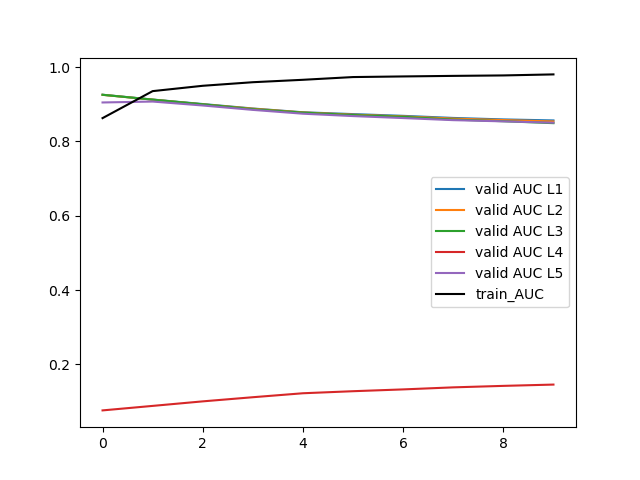 1.0
0.8
0.6
0.4
0.2
0 2 4 6 8
valid AUC L1
valid AUC L2
valid AUC L3
valid AUC L4
valid AUC L5
train_AUC